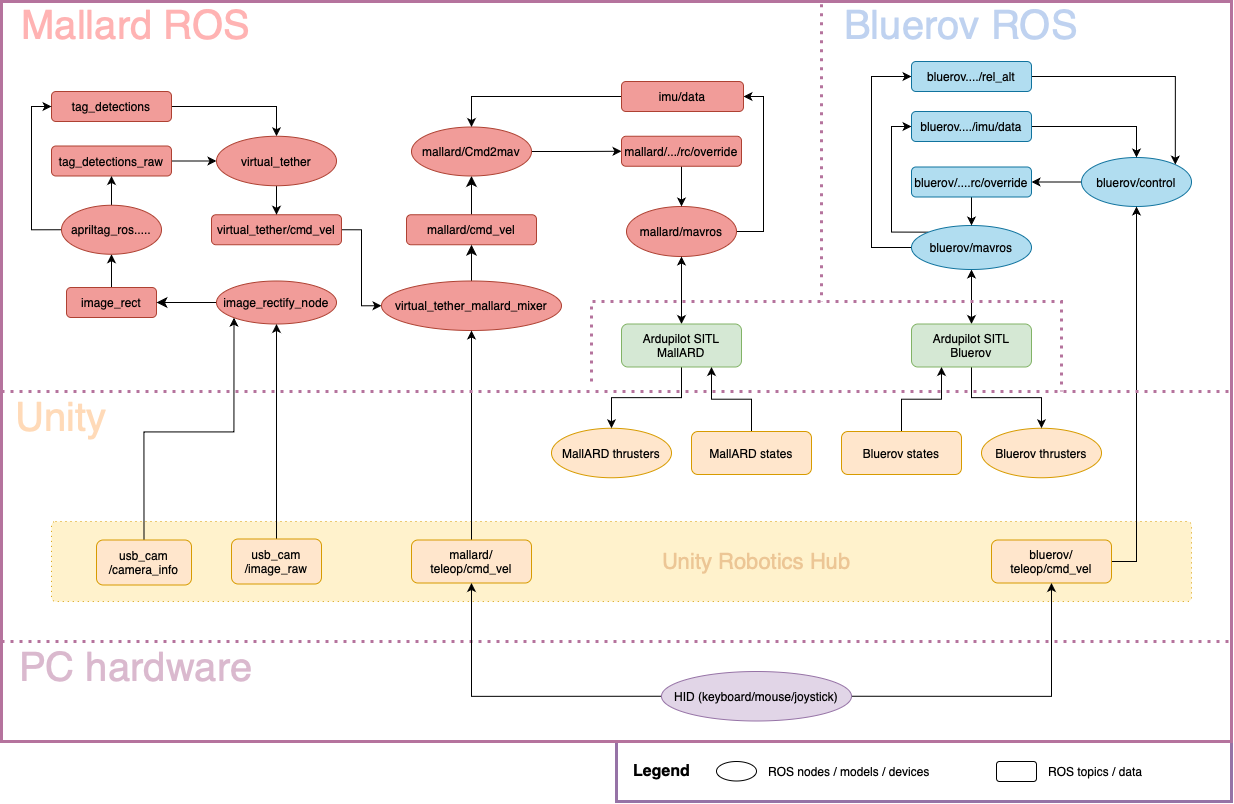 Mallard ROS
Bluerov ROS
tag_detections
imu/data
bluerov..../rel_alt
tag_detections_raw
virtual_tether
mallard/Cmd2mav
mallard/.../rc/override
bluerov..../imu/data
bluerov/....rc/override
bluerov/control
apriltag_ros.....
virtual_tether/cmd_vel
mallard/cmd_vel
mallard/mavros
bluerov/mavros
image_rect
image_rectify_node
virtual_tether_mallard_mixer
Ardupilot SITL
MallARD
Ardupilot SITL
Bluerov
Unity
MallARD thrusters
MallARD states
Bluerov states
Bluerov thrusters
usb_cam
/camera_info
usb_cam
/image_raw
mallard/
teleop/cmd_vel
Unity Robotics Hub
bluerov/
teleop/cmd_vel
PC hardware
HID (keyboard/mouse/joystick)
Legend
ROS nodes / models / devices
ROS topics / data